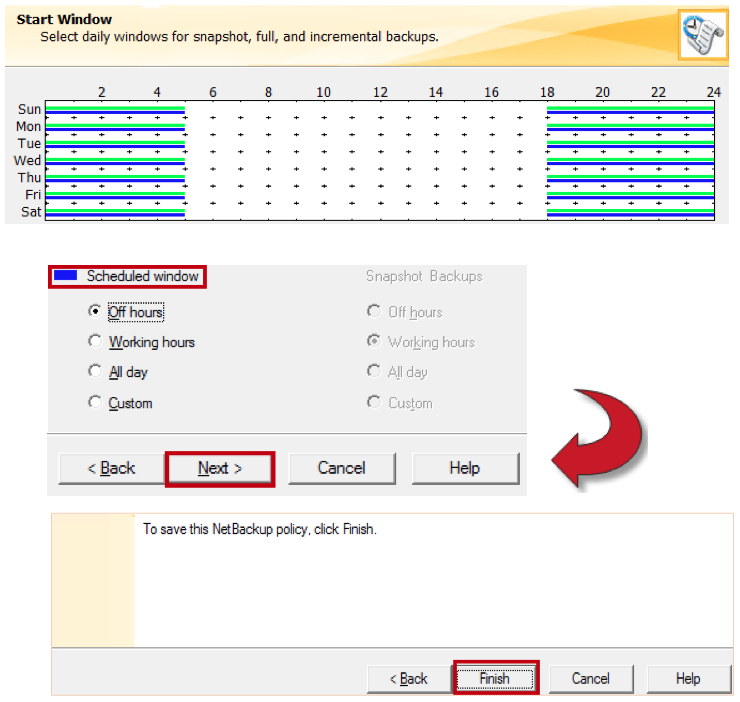 Start Window
Select daily windows for snapshot, full, and incremental backups.
2 4 6 8 10 12 14 16 18 20 22 24
Sun
Mon
Tue
Wed
Thu
Fri
Sat
Scheduled window Snapshot Backups
Off hours Off hours
Working hours Working hours
All day All day
Custom Custom
< Back Next > Cancel Help
To save this NetBackup policy, click Finish.
< Back Finish Cancel Help